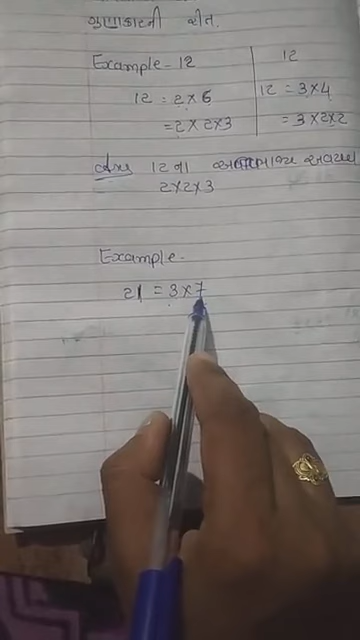 ગુણાકારની રીત.
Example-12
12 = 2×6
= 2×2×3
12
12 = 3×4
= 3×2×2
Ans 12 ના અવિભાજ્ય અવયવ
2×2×3
Example-
21 = 3×7